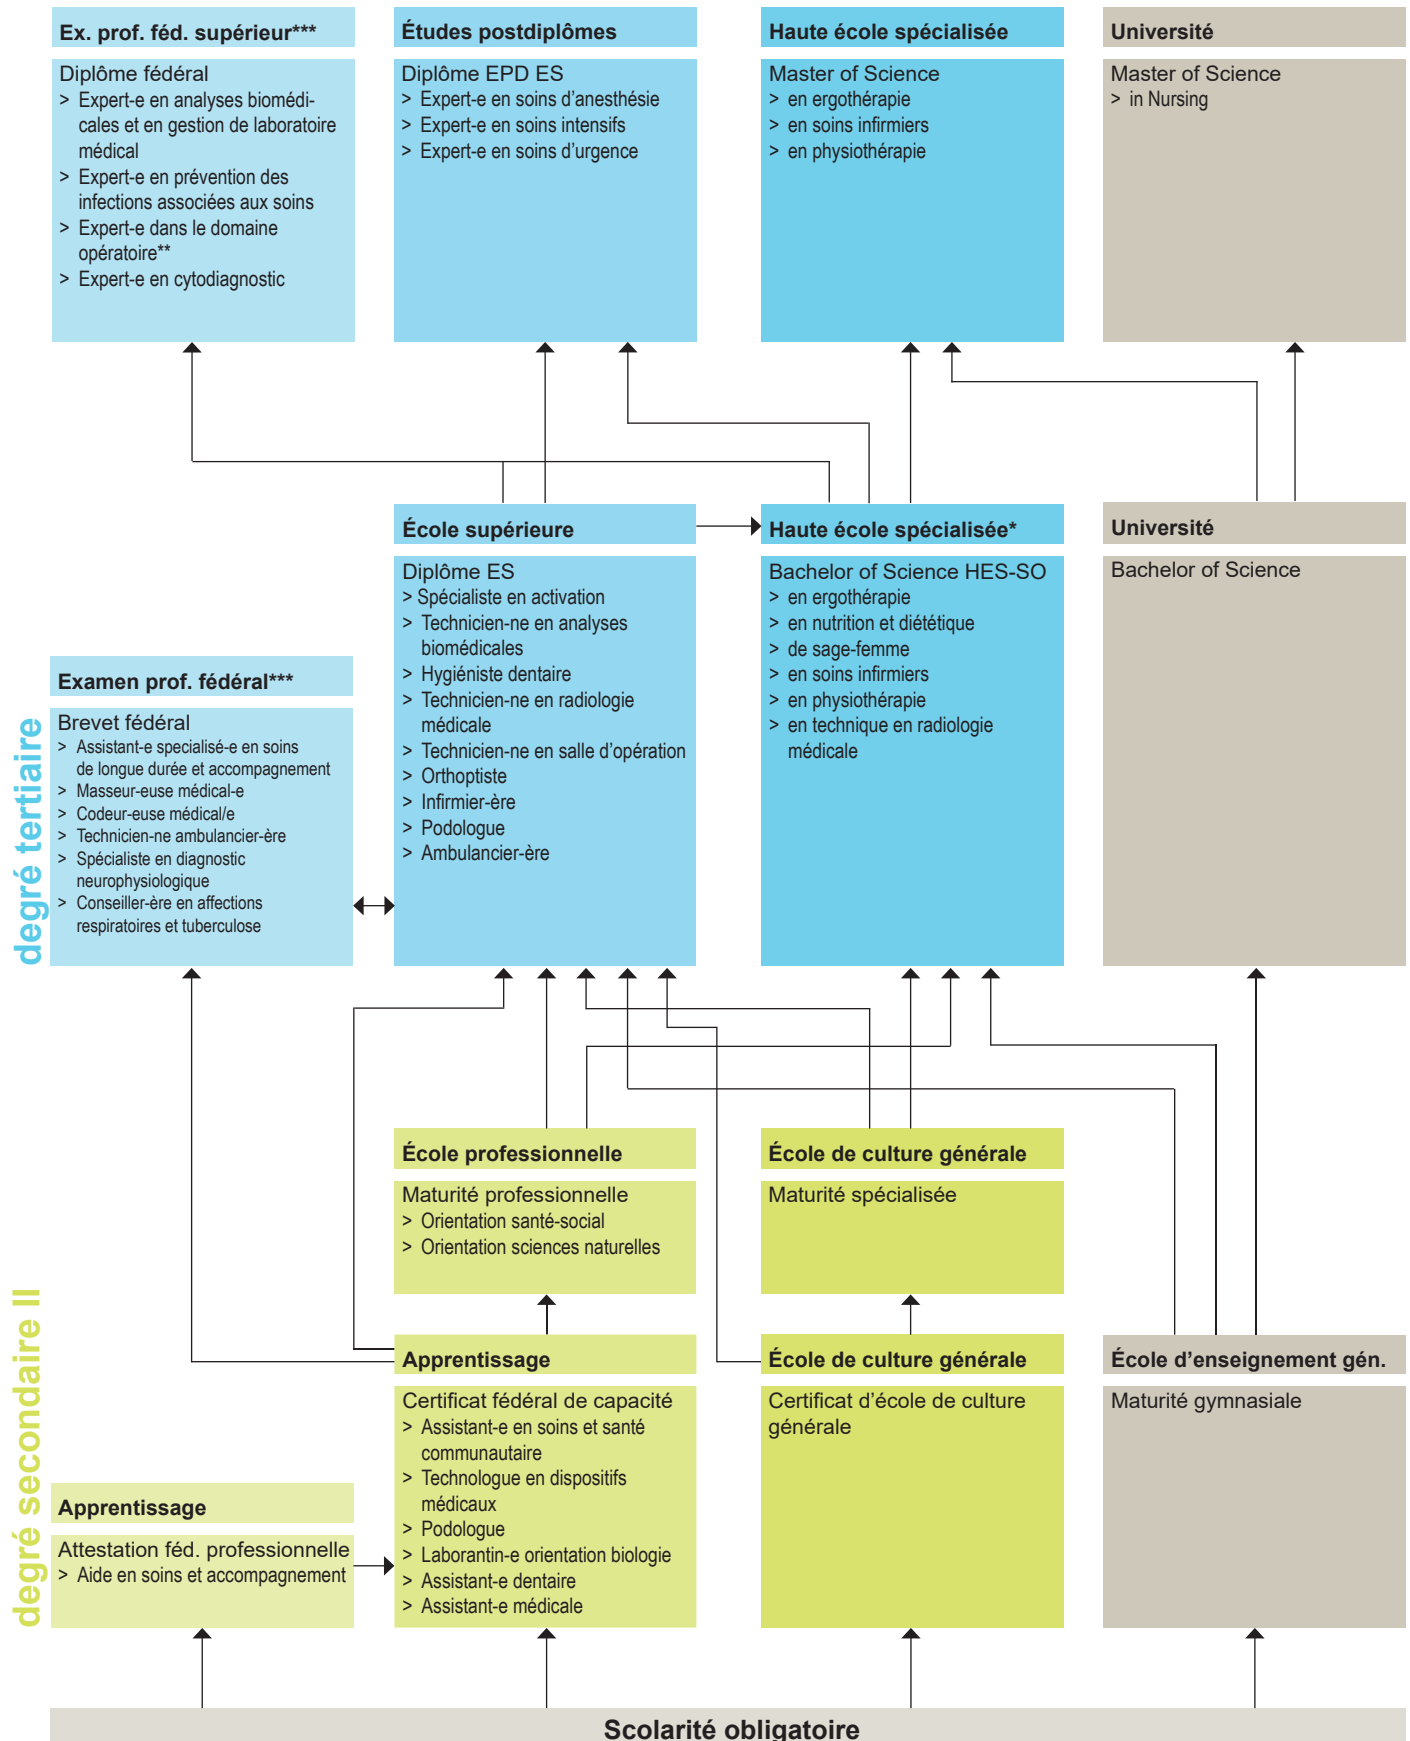 Ex. prof. féd. supérieur***
Diplôme fédéral
> Expert-e en analyses biomédi-
cales et en gestion de laboratoire
médical
> Expert-e en prévention des
infections associées aux soins
> Expert-e dans le domaine
opératoire**
> Expert-e en cytodiagnostic
Études postdiplômes
Diplôme EPD ES
> Expert-e en soins d’anesthésie
> Expert-e en soins intensifs
> Expert-e en soins d’urgence
Haute école spécialisée
Master of Science
> en ergothérapie
> en soins infirmiers
> en physiothérapie
Université
Master of Science
> in Nursing
École supérieure
Diplôme ES
> Spécialiste en activation
> Technicien-ne en analyses
biomédicales
> Hygiéniste dentaire
> Technicien-ne en radiologie
médicale
> Technicien-ne en salle d’opération
> Orthoptiste
> Infirmier-ère
> Podologue
> Ambulancier-ère
Haute école spécialisée*
Bachelor of Science HES-SO
> en ergothérapie
> en nutrition et diététique
> de sage-femme
> en soins infirmiers
> en physiothérapie
> en technique en radiologie
médicale
Université
Bachelor of Science
Examen prof. fédéral***
Brevet fédéral
> Assistant-e specialisé-e en soins
de longue durée et accompagnement
> Masseur-euse médical-e
> Codeur-euse médical/e
> Technicien-ne ambulancier-ère
> Spécialiste en diagnostic
neurophysiologique
> Conseiller-ère en affections
respiratoires et tuberculose
degré tertiaire
École professionnelle
Maturité professionnelle
> Orientation santé-social
> Orientation sciences naturelles
École de culture générale
Maturité spécialisée
Apprentissage
Certificat fédéral de capacité
> Assistant-e en soins et santé
communautaire
> Technologue en dispositifs
médicaux
> Podologue
> Laborantin-e orientation biologie
> Assistant-e dentaire
> Assistant-e médicale
École de culture générale
Certificat d’école de culture
générale
École d’enseignement gén.
Maturité gymnasiale
Apprentissage
Attestation féd. professionnelle
> Aide en soins et accompagnement
degré secondaire II
Scolarité obligatoire